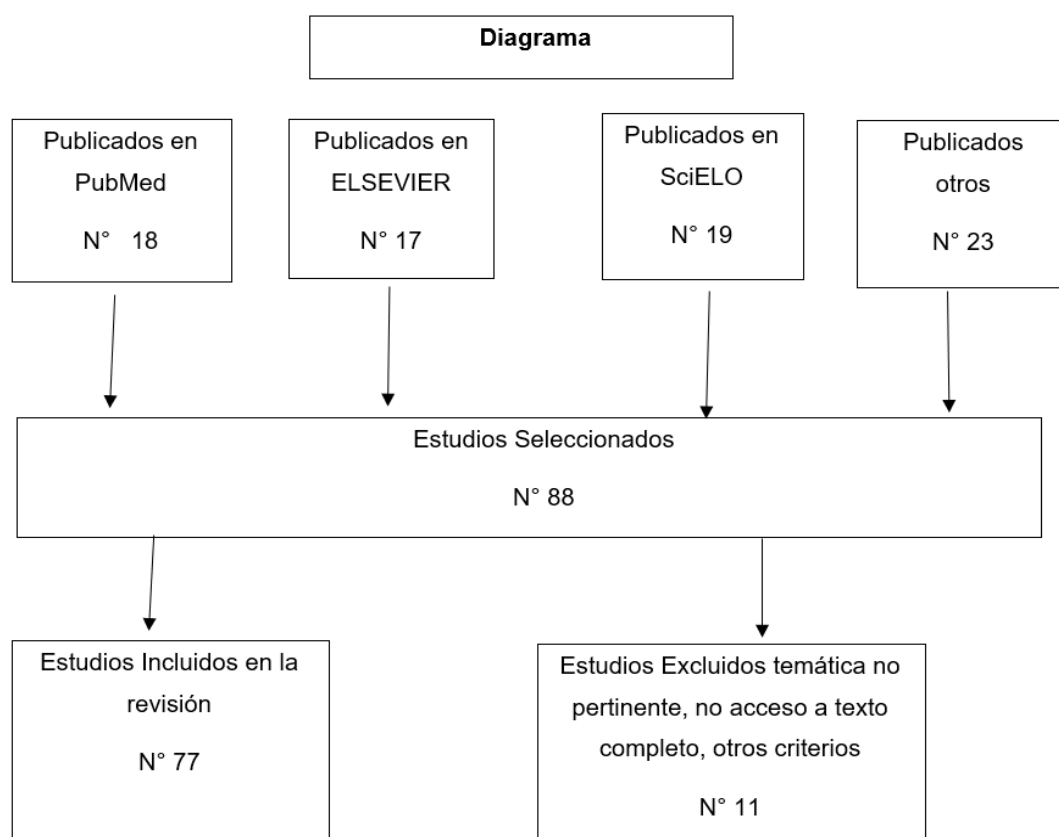 Diagrama
Publicados en
PubMed
N° 18
Publicados en
ELSEVIER
N° 17
Publicados en
SciELO
N° 19
Publicados
otros
N° 23
Estudios Seleccionados
N° 88
Estudios Incluidos en la
revisión
N° 77
Estudios Excluidos temática no
pertinente, no acceso a texto
completo, otros criterios
N° 11